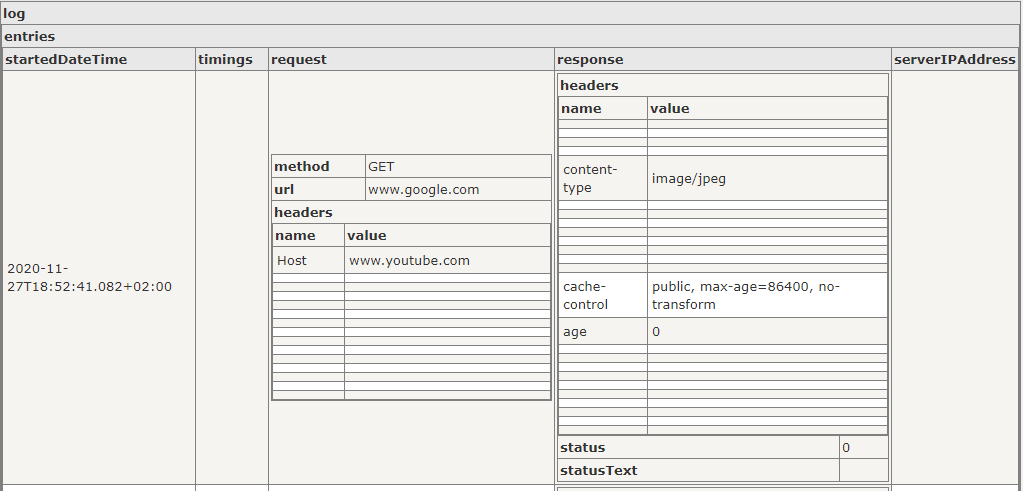 log
entries
startedDateTime timings request response serverIPAddress
2020-11-
27T18:52:41.082+02:00
method GET
url www.google.com
headers
name value
Host www.youtube.com
headers
name value
content-
type
image/jpeg
cache-
control
public, max-age=86400, no-
transform
age 0
status 0
statusText